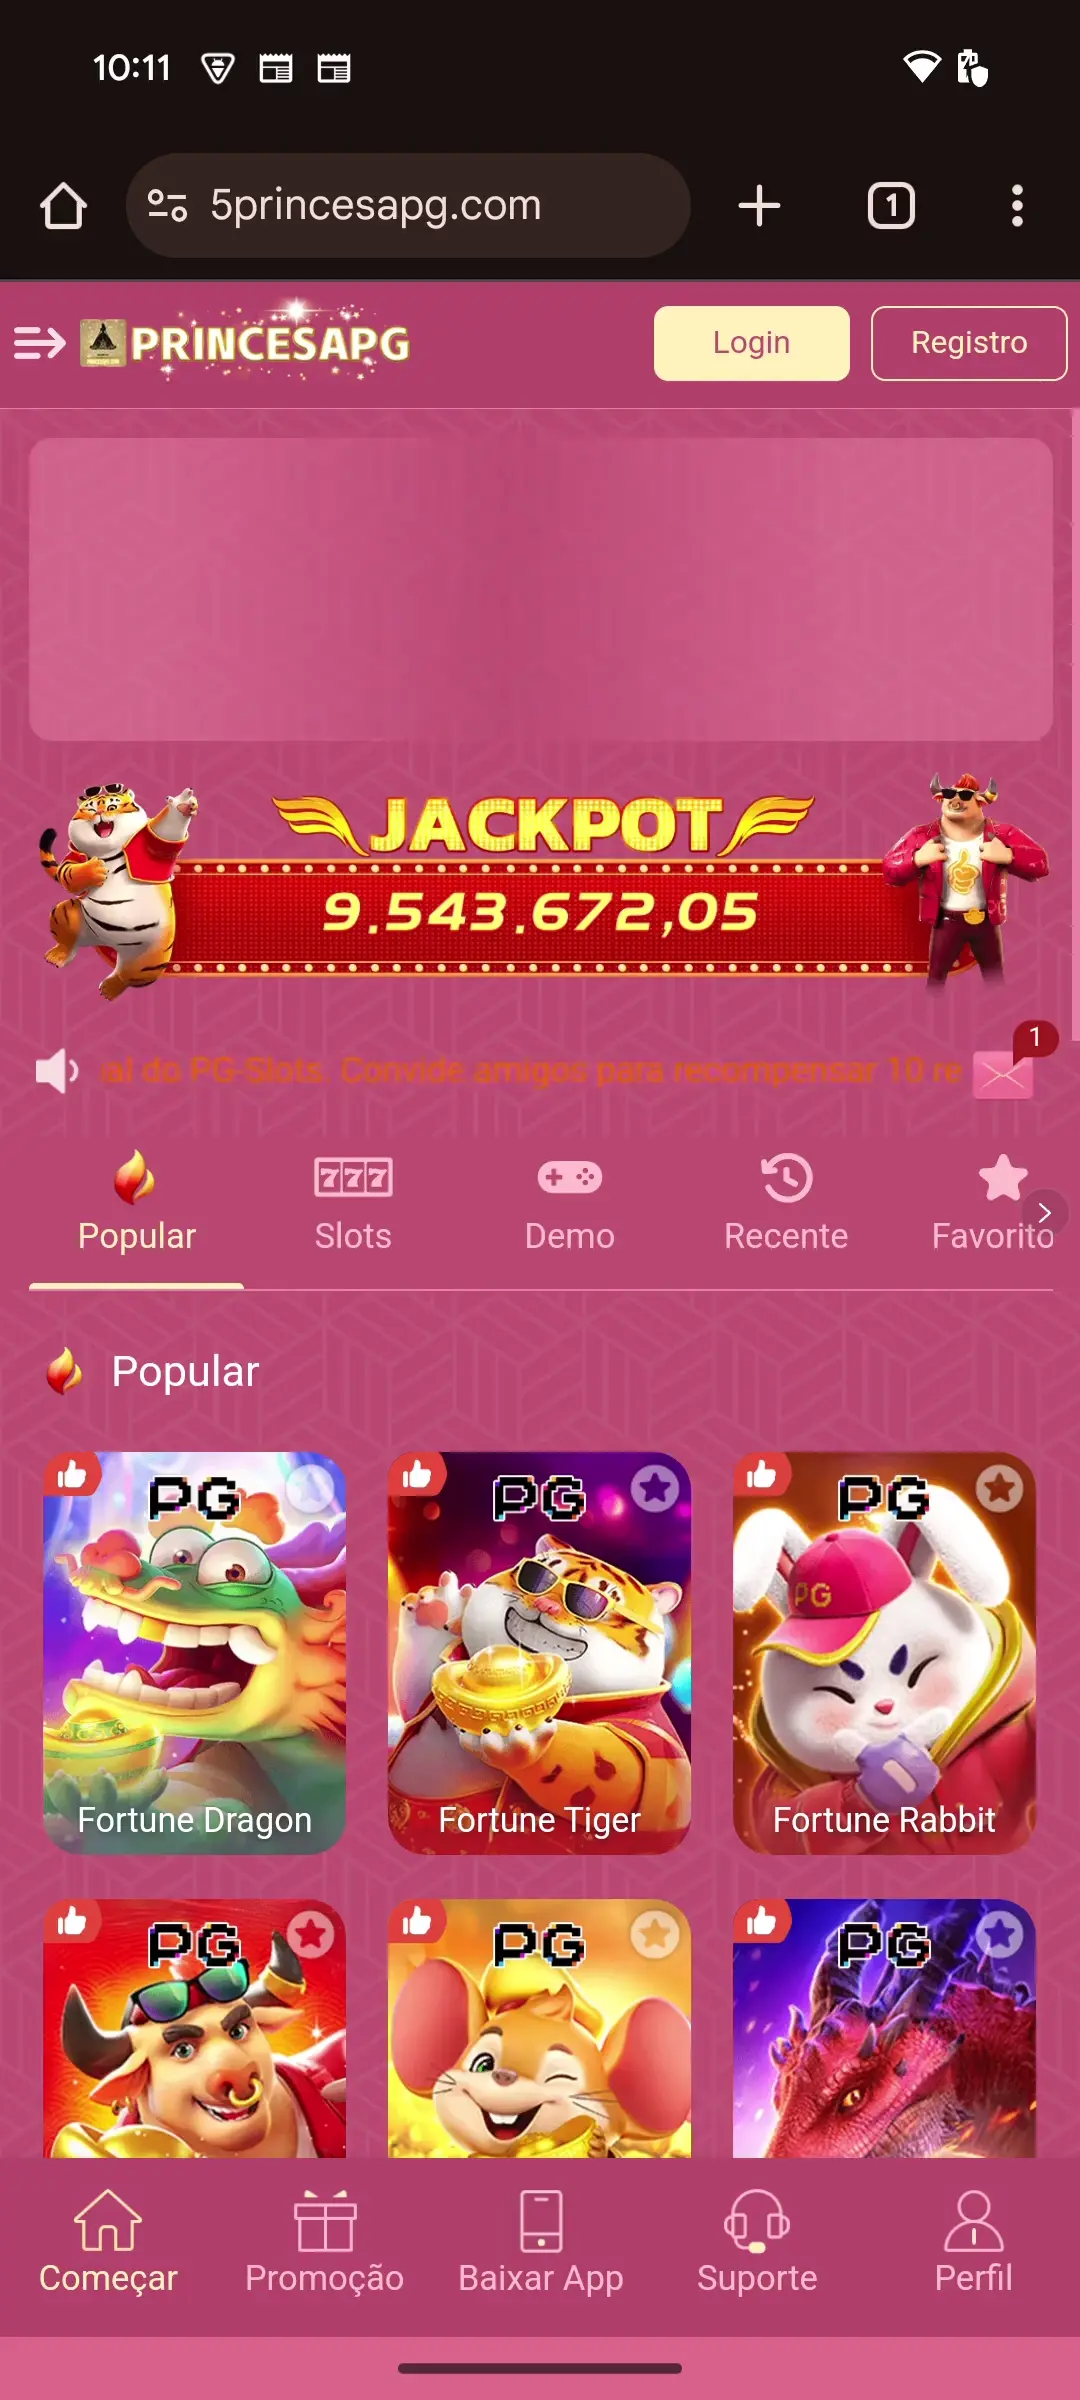 10:11
5princesapg.com
1
PRINCESAPG
Login
Registro
JACKPOT
9.543.672,05
1
al do PG-Slots. Convide amigos para recompensar 10 re
777
Popular
Slots
Demo
Recente
Favorito
Popular
PG
PG
PG
PG
Fortune Dragon
Fortune Tiger
Fortune Rabbit
PG
PG
PG
Começar
Promoção
Baixar App
Suporte
Perfil